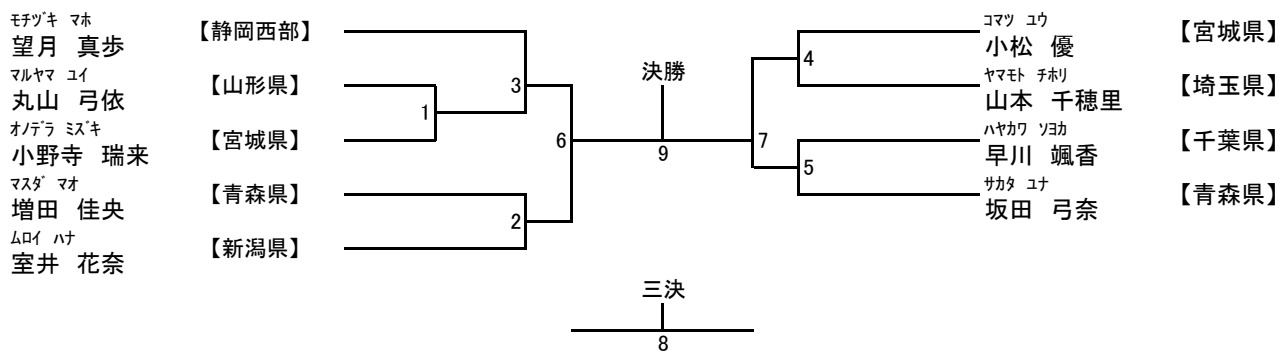 モチヅキ マホ
望月 真歩 【静岡西部】
マルヤマ ユイ
丸山 弓依 【山形県】
オノデラ ミズキ
小野寺 瑞来 【宮城県】
マスダ マオ
増田 佳央 【青森県】
ムロイ ハナ
室井 花奈 【新潟県】
1
3
2
6
決勝
9
7
4
5
コマツ ユウ
小松 優 【宮城県】
ヤマモト チホリ
山本 千穂里 【埼玉県】
ハヤカワ ソヨカ
早川 颯香 【千葉県】
サカタ ユナ
坂田 弓奈 【青森県】
三決
8